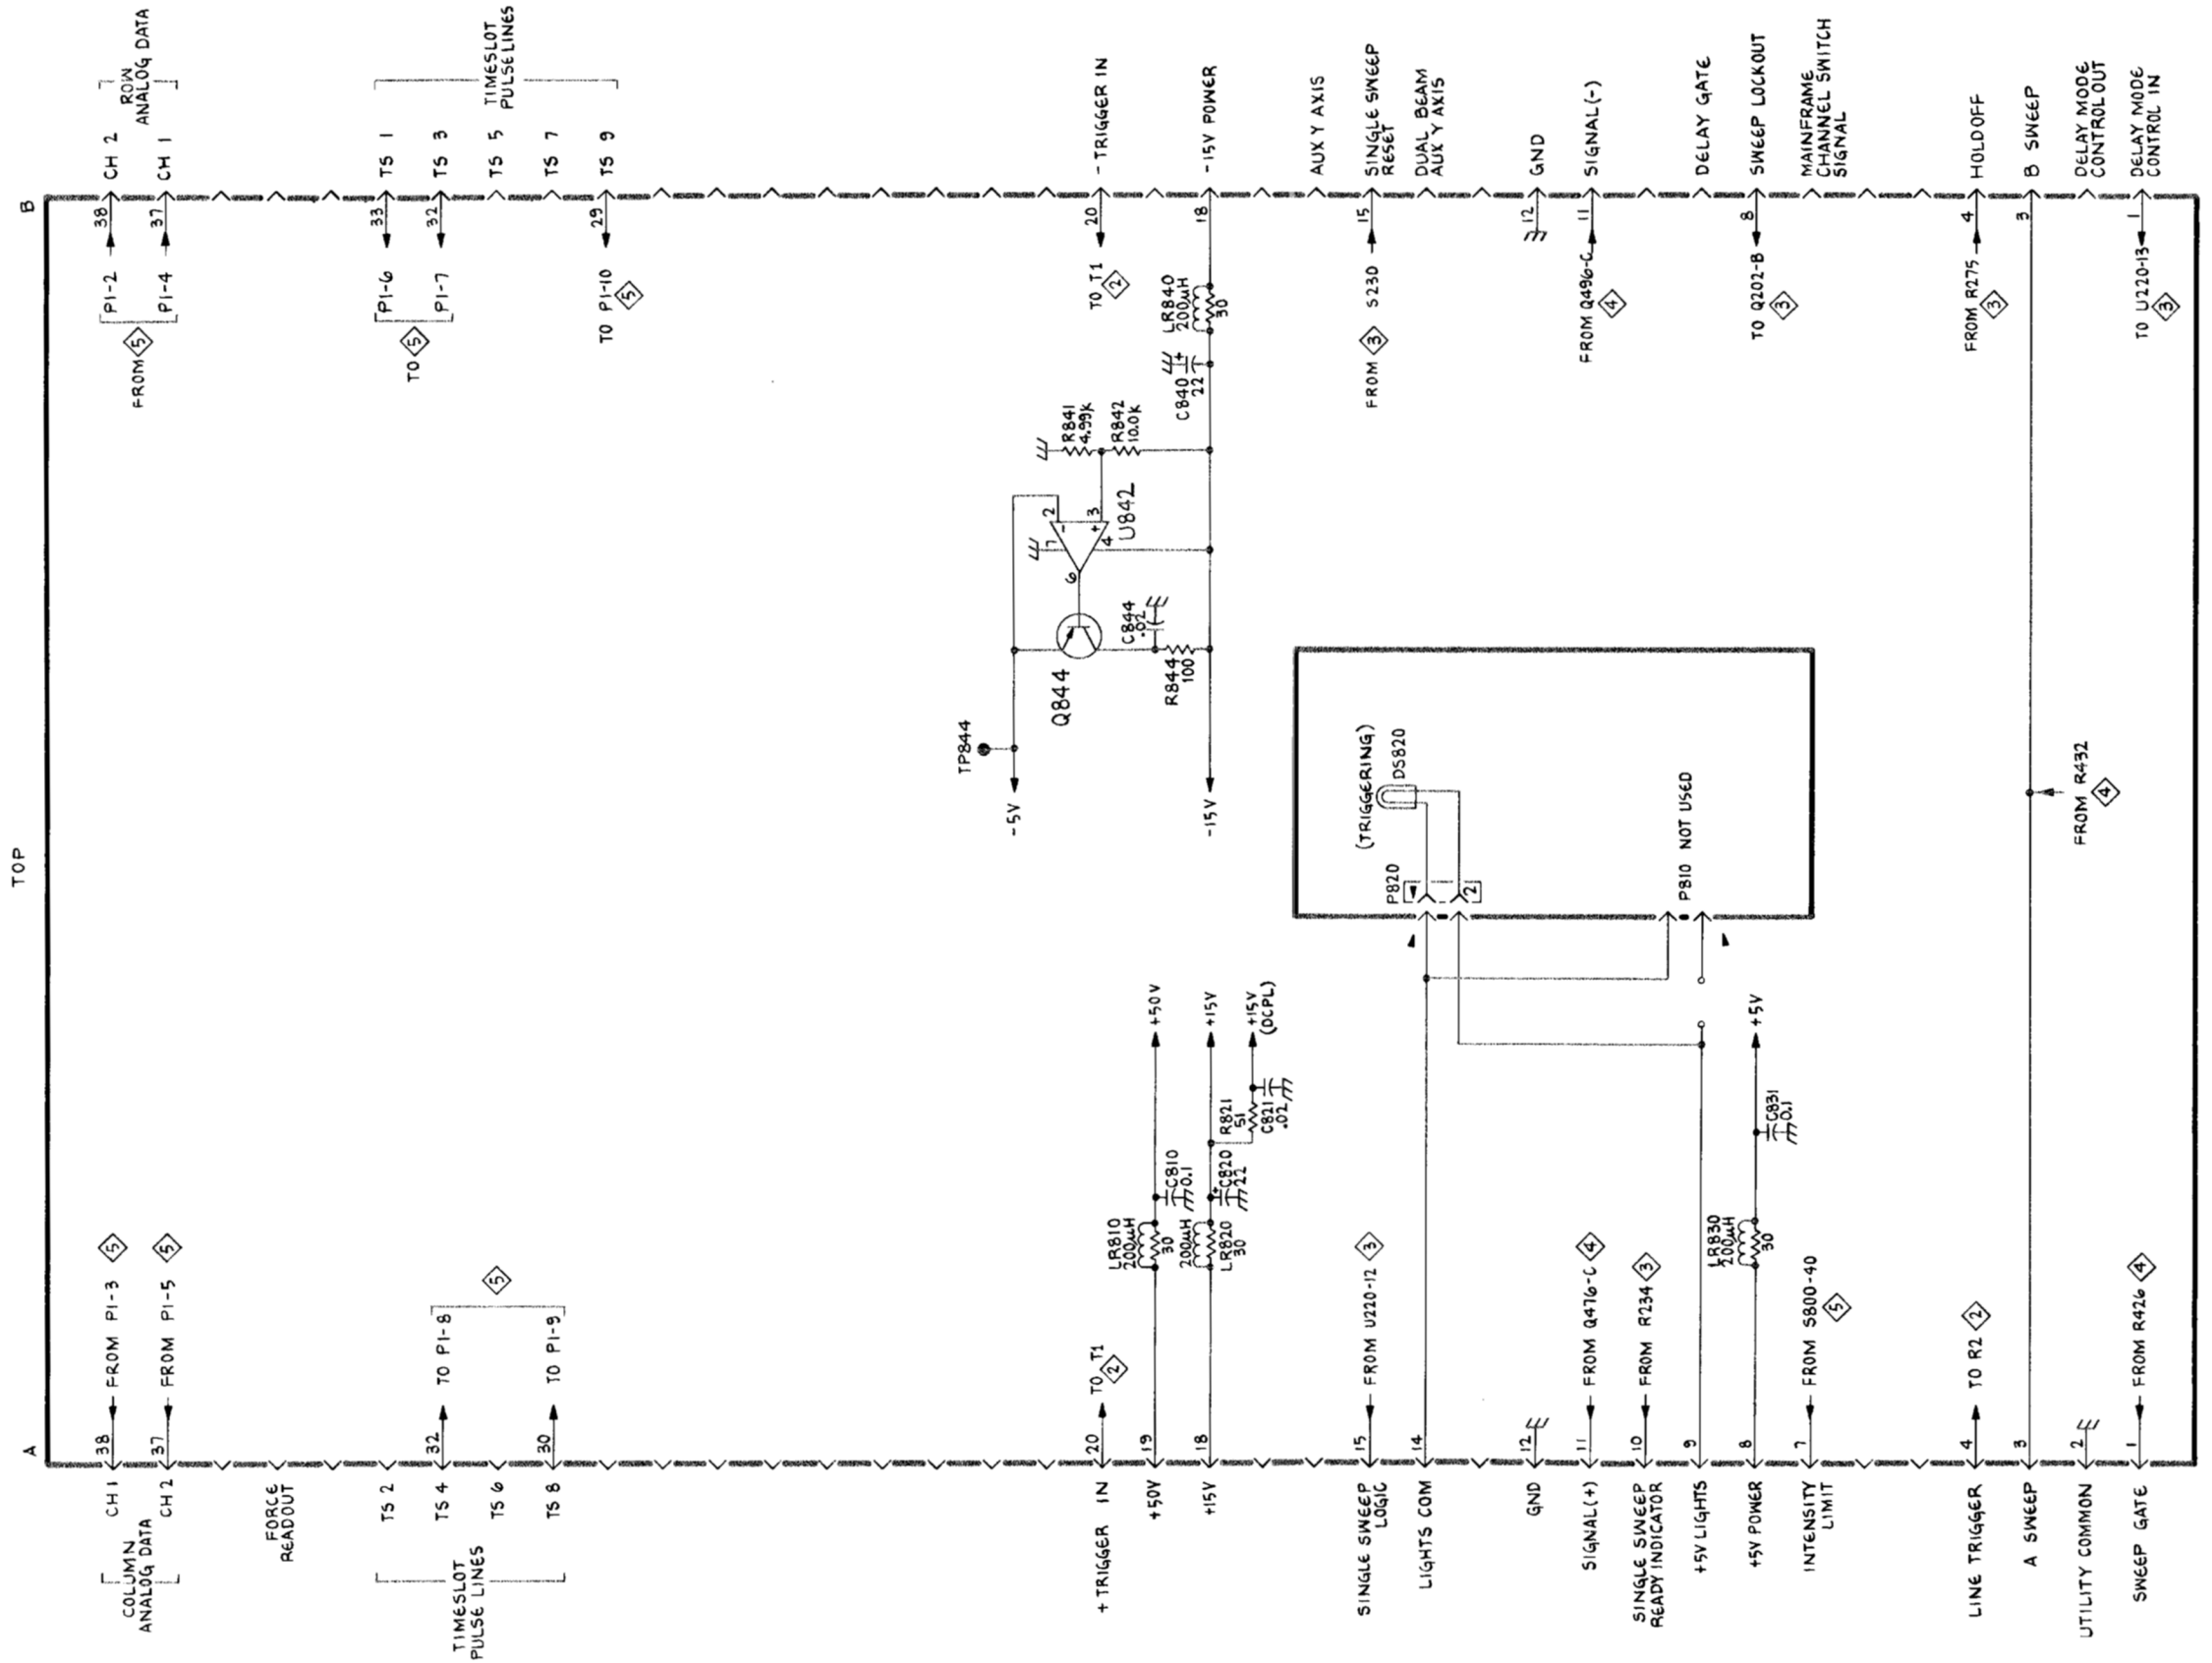 TOP
A
B
COLUMN
ANALOG DATA
CH 1
38
FROM P1-3
5
CH 2
37
FROM P1-5
5
FORCE
READOUT
TIMESLOT
PULSE LINES
TS 2
TS 4
32
TO P1-8
TS 6
5
TS 8
30
TO P1-9
+ TRIGGER IN
20
TO T1
2
+50V
19
LR810
200µH
30
C810
0.1
+50V
+15V
18
200µH
LR820
30
C820
22
+
+15V
R821
51
C821
.02
+15V
(DCPL)
SINGLE SWEEP
LOGIC
15
FROM U220-12
3
LIGHTS COM
14
GND
12
SIGNAL(+)
11
FROM Q476-C
4
SINGLE SWEEP
READY INDICATOR
10
FROM R234
3
+5V LIGHTS
9
+5V POWER
8
LR830
200µH
30
C831
0.1
+5V
INTENSITY
LIMIT
7
FROM S800-40
5
LINE TRIGGER
4
TO R2
2
A SWEEP
3
UTILITY COMMON
2
SWEEP GATE
1
FROM R426
4
P820
2
(TRIGGERING)
DS820
P810 NOT USED
FROM R432
4
TP844
-5V
Q844
C844
.02
R844
100
-15V
6
7
2
-
+
3
4
U842
R841
4.99K
R842
10.0K
C840
22
+
LR840
200µH
30
ROW
ANALOG DATA
CH 2
38
P1-2
CH 1
37
P1-4
FROM
5
TIMESLOT
PULSE LINES
TS 1
33
P1-6
TS 3
32
P1-7
TO
5
TS 5
TS 7
TS 9
29
TO P1-10
5
- TRIGGER IN
20
TO T1
2
-15V POWER
18
AUX Y AXIS
SINGLE SWEEP
RESET
15
FROM
3
S230
DUAL BEAM
AUX Y AXIS
GND
12
SIGNAL(-)
11
FROM Q496-C
4
DELAY GATE
SWEEP LOCKOUT
8
TO Q202-B
3
MAINFRAME
CHANNEL SWITCH
SIGNAL
HOLDOFF
4
FROM R275
3
B SWEEP
3
DELAY MODE
CONTROL OUT
DELAY MODE
CONTROL IN
1
TO U220-13
3